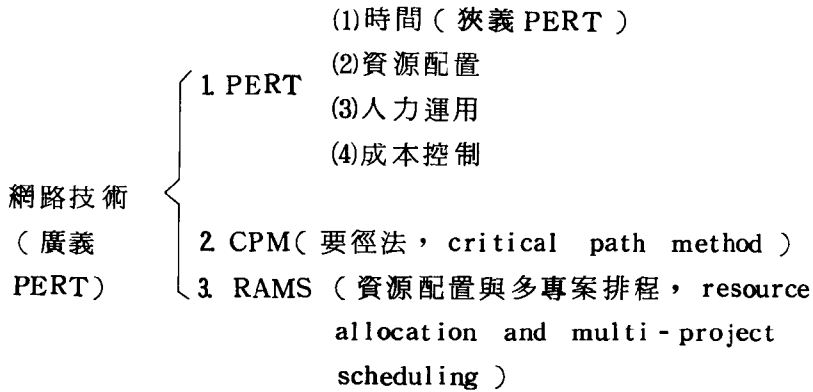 ⑴時間（狹義 PERT ）
1. PERT ⑵資源配置
⑶人力運用
⑷成本控制
網路技術
（廣義 2. CPM（要徑法，critical path method ）
PERT） 3. RAMS （資源配置與多專案排程，resource
allocation and multi - project
scheduling ）